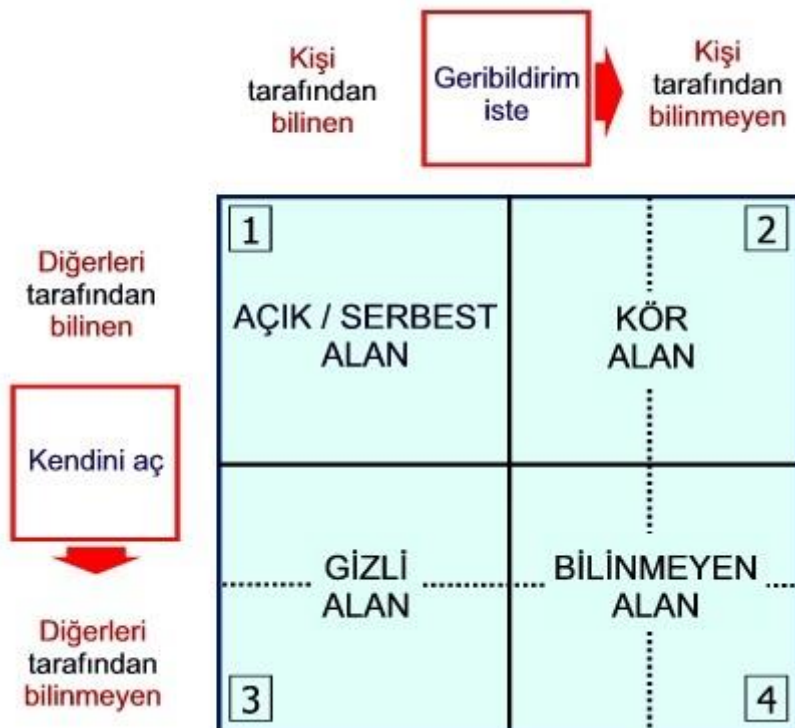 Kişi
tarafından
bilinen
Geribildirim
iste
Kişi
tarafından
bilinmeyen
Diğerleri
tarafından
bilinen
1
AÇIK / SERBEST
ALAN
2
KÖR
ALAN
Kendini aç
Diğerleri
tarafından
bilinmeyen
GİZLİ
ALAN
3
BİLİNMEYEN
ALAN
4